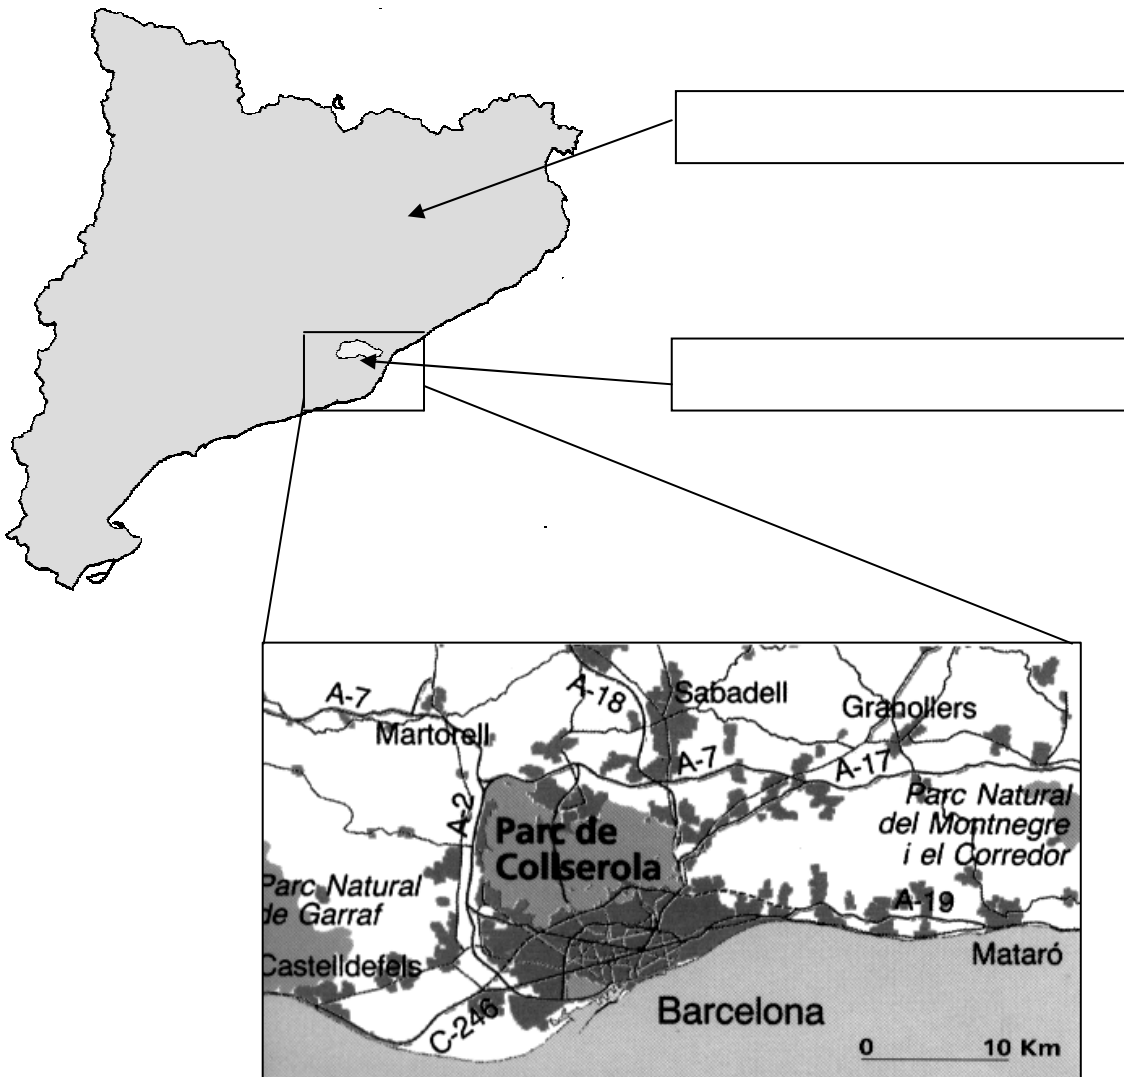 A-7
A-18
Sabadell
Granollers
Martorell
A-7
A-17
A-2
Parc Natural
del Montnegre
i el Corredor
Parc de
Collserola
Parc Natural
de Garraf
A-19
Castelldefels
Mataró
C-246
Barcelona
0 10 Km